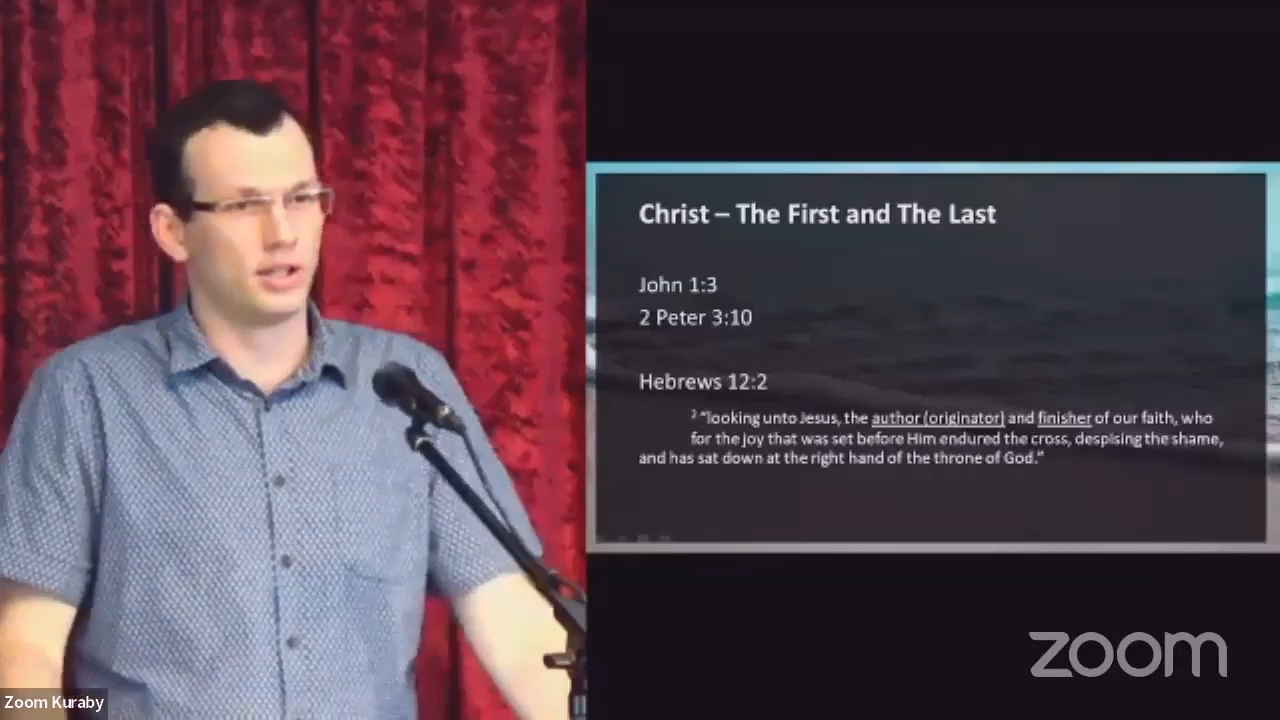 Christ – The First and The Last
John 1:3
2 Peter 3:10
Hebrews 12:2
2 “looking unto Jesus, the author (originator) and finisher of our faith, who
for the joy that was set before Him endured the cross, despising the shame,
and has sat down at the right hand of the throne of God.”
zoom
Zoom Kuraby